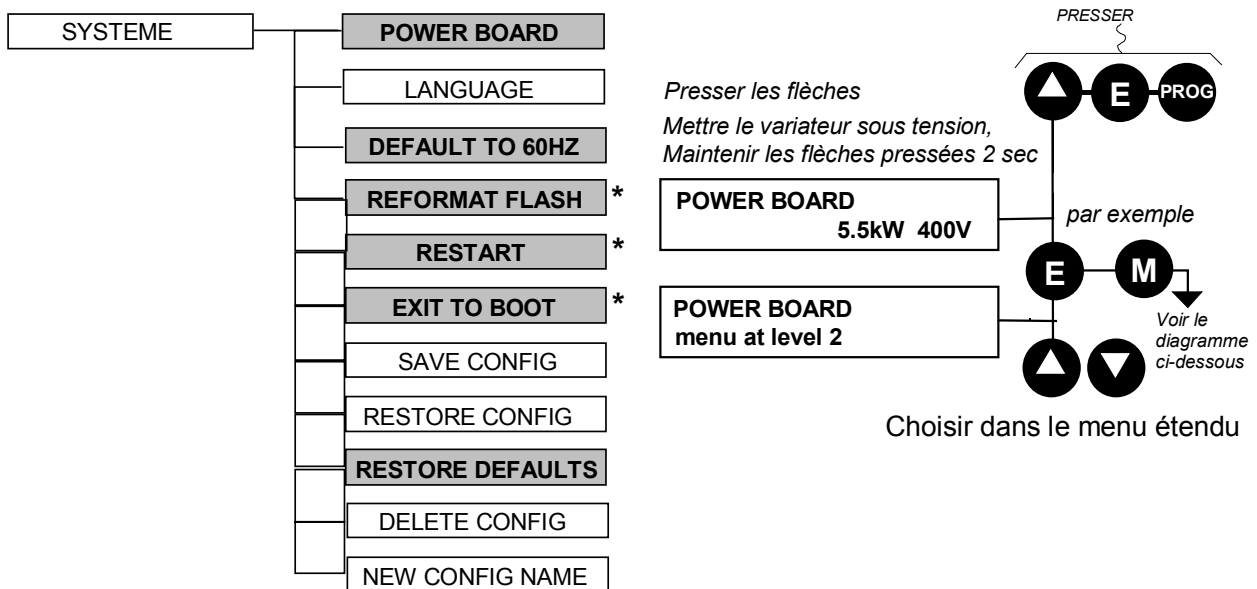 SYSTEME
POWER BOARD
LANGUAGE
DEFAULT TO 60HZ
REFORMAT FLASH *
RESTART *
EXIT TO BOOT *
SAVE CONFIG
RESTORE CONFIG
RESTORE DEFAULTS
DELETE CONFIG
NEW CONFIG NAME
PRESSER
E
PROG
Presser les flèches
Mettre le variateur sous tension,
Maintenir les flèches pressées 2 sec
POWER BOARD
5.5kW 400V
par exemple
E
M
POWER BOARD
menu at level 2
Voir le
diagramme
ci-dessous
Choisir dans le menu étendu